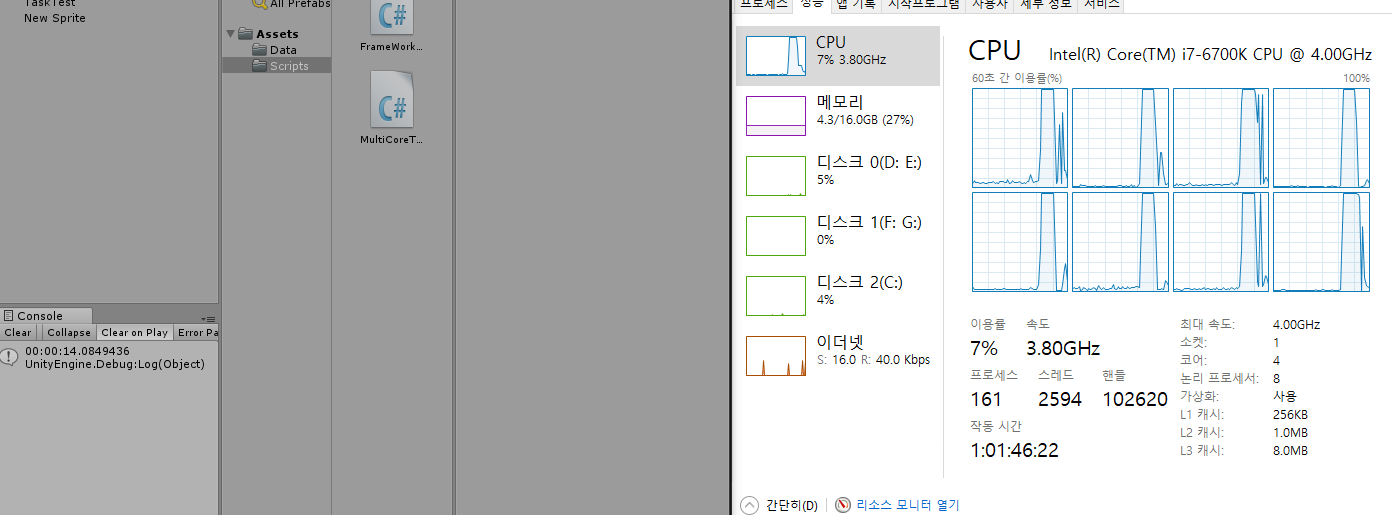 TaskTest
New Sprite
All Prefabs
Assets
Data
Scripts
FrameWork...
MultiCoreT...
Console
Clear
Collapse
Clear on Play
Error Pa
00:00:14.0849436
UnityEngine.Debug:Log(Object)
프로세스
성능
앱 기록
시작프로그램
사용자
세부 정보
서비스
CPU
7% 3.80GHz
메모리
4.3/16.0GB (27%)
디스크 0(D: E:)
5%
디스크 1(F: G:)
0%
디스크 2(C:)
4%
이더넷
S: 16.0 R: 40.0 Kbps
CPU
Intel(R) Core(TM) i7-6700K CPU @ 4.00GHz
60초 간 이용률(%)
100%
이용률
속도
7%
3.80GHz
프로세스
스레드
핸들
161
2594
102620
작동 시간
1:01:46:22
최대 속도: 4.00GHz
소켓: 1
코어: 4
논리 프로세서: 8
가상화: 사용
L1 캐시: 256KB
L2 캐시: 1.0MB
L3 캐시: 8.0MB
간단히(D)
리소스 모니터 열기